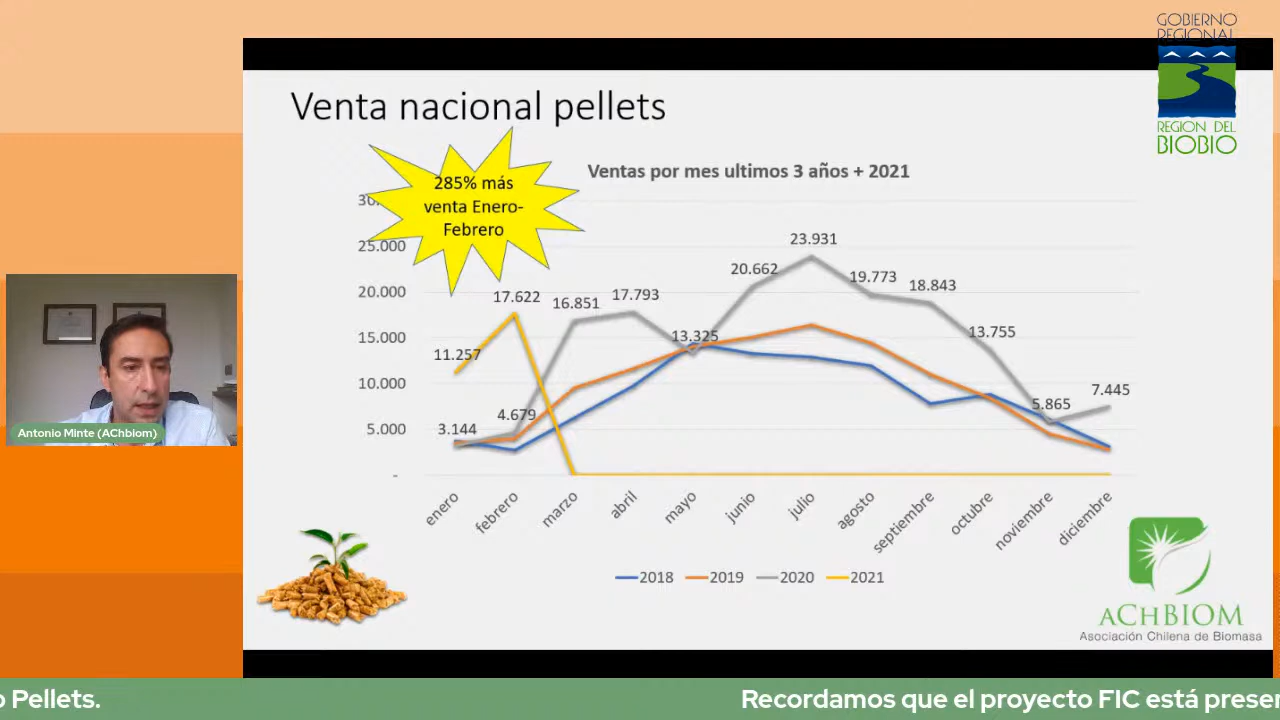 GOBIERNO
REGIONAL
REGION DEL
BIOBIO
Venta nacional pellets
285% más
venta Enero-
Febrero
Ventas por mes ultimos 3 años + 2021
25.000
20.000
15.000
10.000
5.000
-
11.257
17.622
3.144
4.679
16.851
17.793
13.325
20.662
23.931
19.773
18.843
13.755
5.865
7.445
enero
febrero
marzo
abril
mayo
junio
julio
agosto
septiembre
octubre
noviembre
diciembre
2018 2019 2020 2021
Antonio Minte (AChbiom)
ACHBIOM
Asociación Chilena de Biomasa
o Pellets.
Recordamos que el proyecto FIC está presen